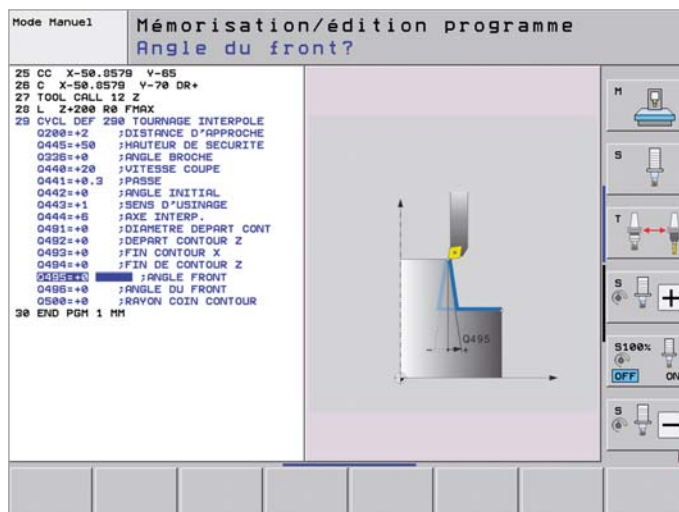 Mode Manuel
Mémorisation/édition programme
Angle du front?
25 CC X-50.8579 Y-65
26 C X-50.8579 Y-70 DR+
27 TOOL CALL 12 Z
28 L Z+200 R0 FMAX
29 CYCL DEF 290 TOURNAGE INTERPOLE
Q200=+2 ;DISTANCE D'APPROCHE
Q445=+50 ;HAUTEUR DE SECURITE
Q336=+0 ;ANGLE BROCHE
Q440=+20 ;VITESSE COUPE
Q441=+0.3 ;PASSE
Q442=+0 ;ANGLE INITIAL
Q443=+1 ;SENS D'USINAGE
Q444=+6 ;AXE INTERP.
Q491=+0 ;DIAMETRE DEPART CONT
Q492=+0 ;DEPART CONTOUR Z
Q493=+0 ;FIN CONTOUR X
Q494=+0 ;FIN DE CONTOUR Z
Q495=+0 ;ANGLE FRONT
Q496=+0 ;ANGLE DU FRONT
Q500=+0 ;RAYON COIN CONTOUR
30 END PGM 1 MM
Q495
- +
M
S
T
S
+
S100%
OFF ON
S
-